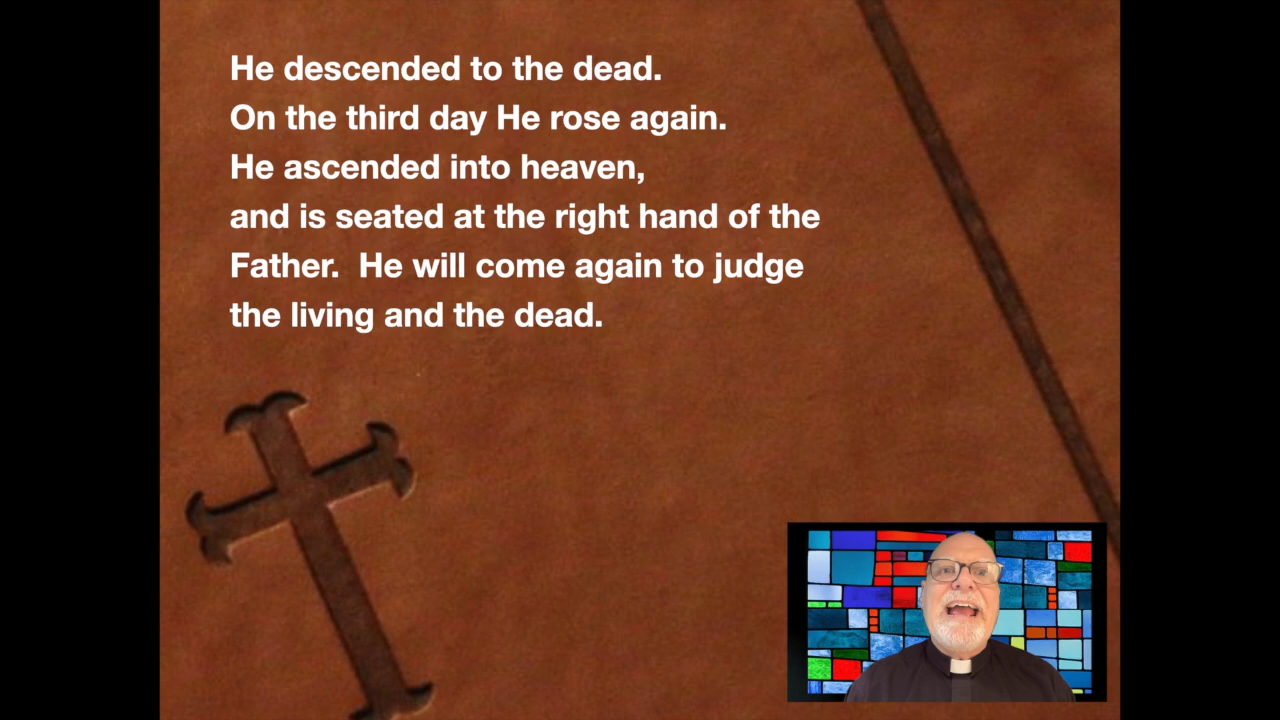 He descended to the dead.
On the third day He rose again.
He ascended into heaven,
and is seated at the right hand of the
Father.  He will come again to judge
the living and the dead.